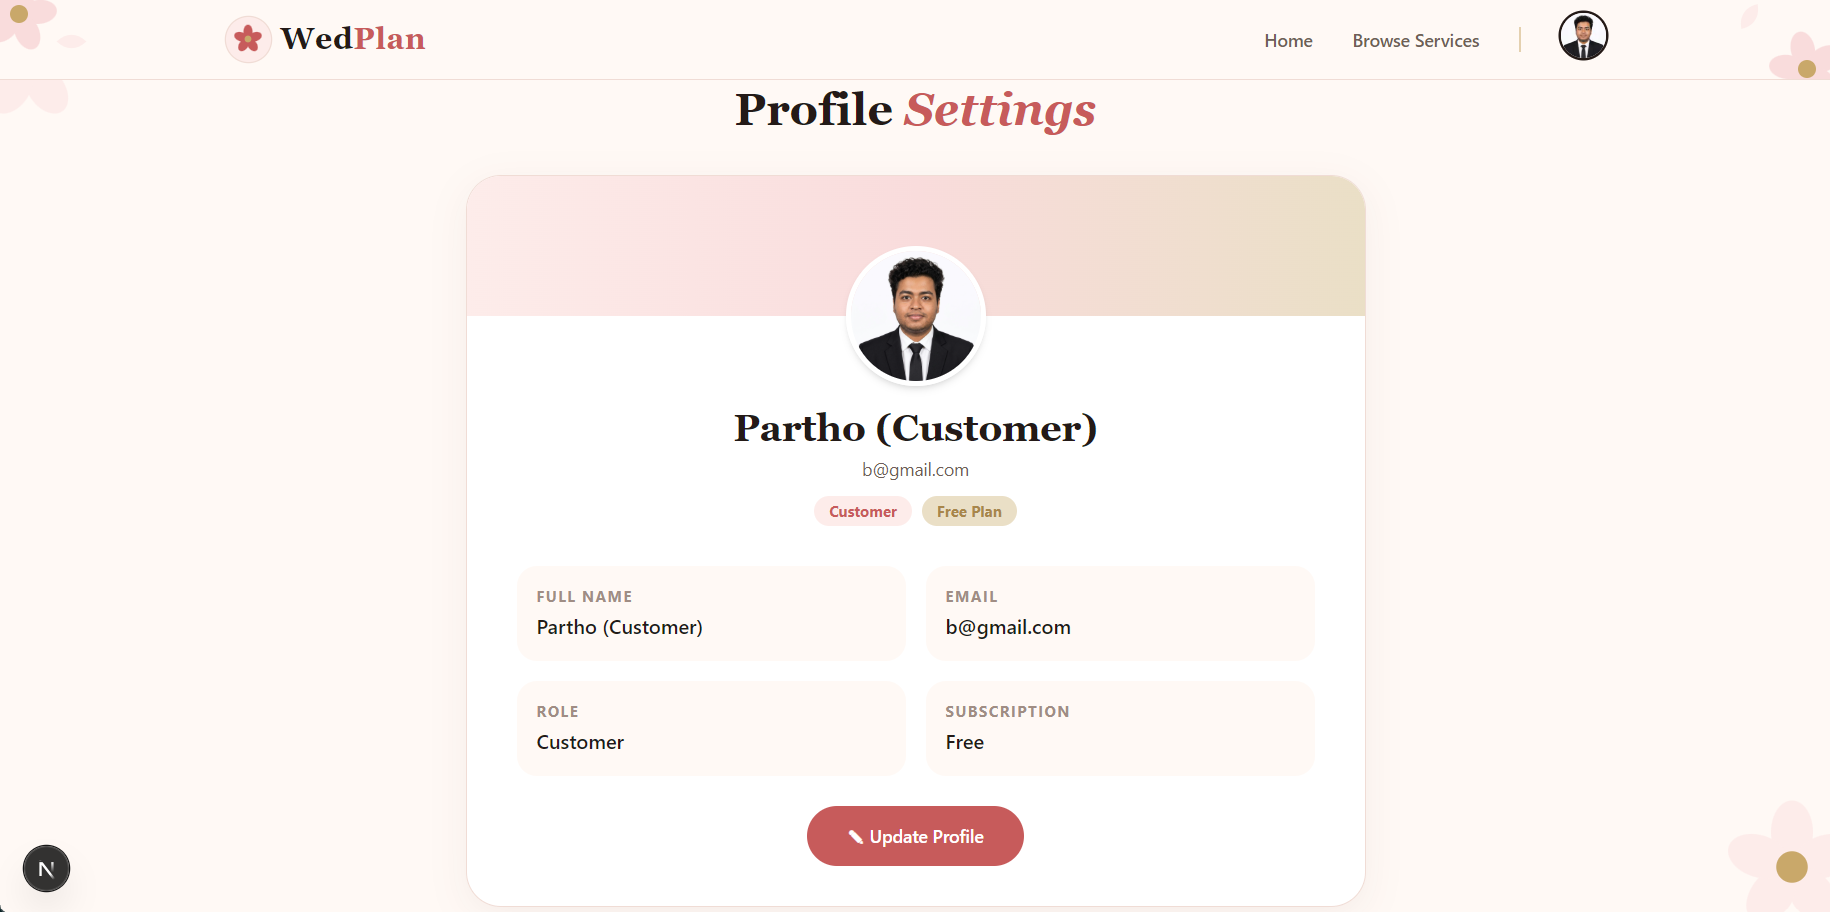 WedPlan
Home
Browse Services
Profile Settings
Partho (Customer)
b@gmail.com
Customer
Free Plan
FULL NAME
Partho (Customer)
EMAIL
b@gmail.com
ROLE
Customer
SUBSCRIPTION
Free
Update Profile
N